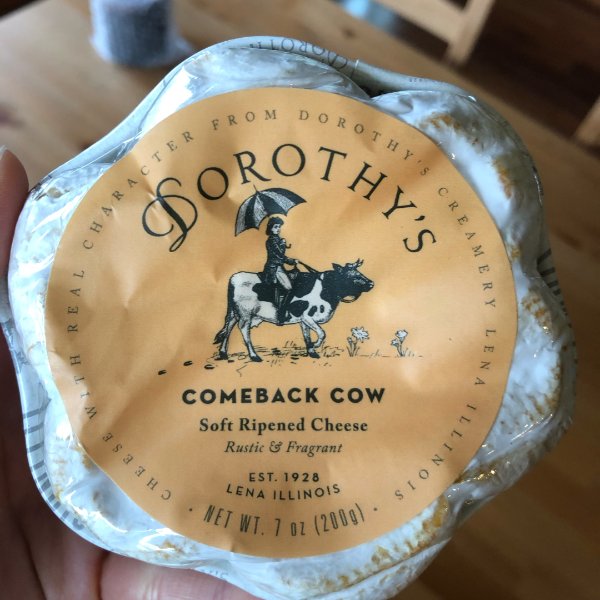 CHEESE WITH REAL CHARACTER FROM DOROTHY'S CREAMERY LENA ILLINOIS
DOROTHY'S
COMEBACK COW
Soft Ripened Cheese
Rustic & Fragrant
EST. 1928
LENA ILLINOIS
• NET WT. 7 oz (200g) •